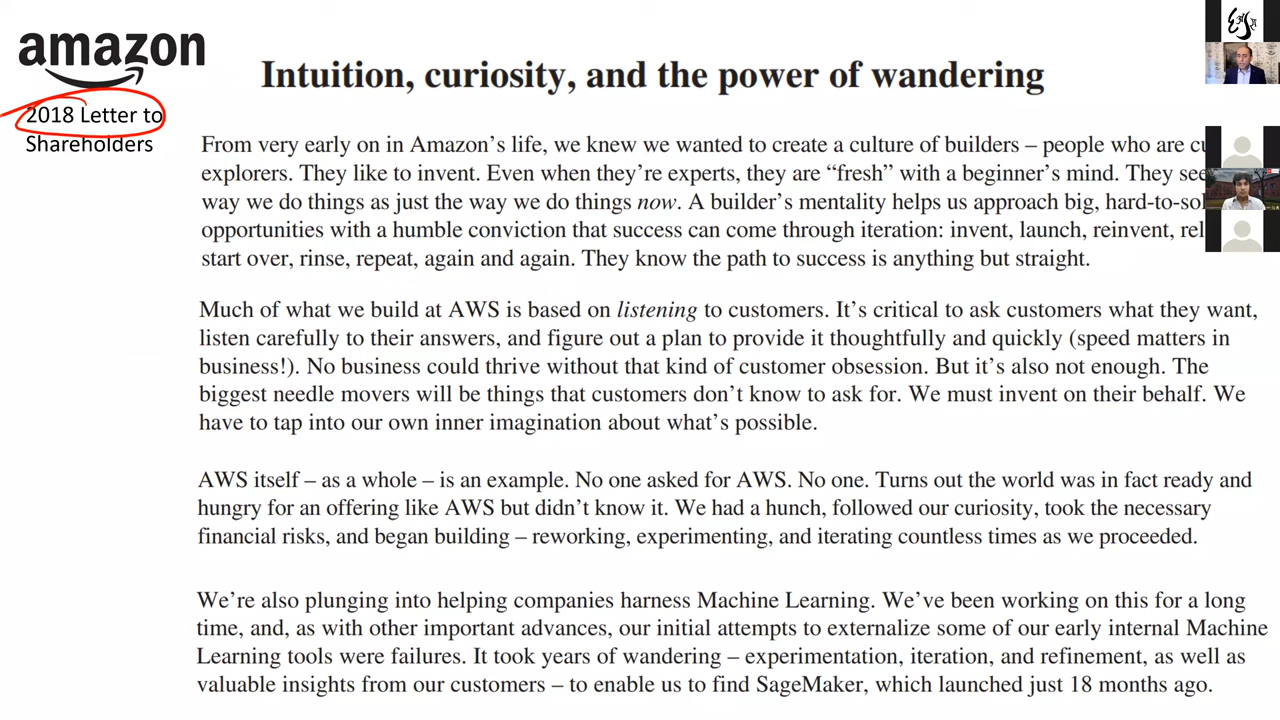 amazon
2018 Letter to
Shareholders
Intuition, curiosity, and the power of wandering
From very early on in Amazon’s life, we knew we wanted to create a culture of builders – people who are
explorers. They like to invent. Even when they’re experts, they are “fresh” with a beginner’s mind. They see
way we do things as just the way we do things now. A builder’s mentality helps us approach big,
opportunities with a humble conviction that success can come through iteration: invent, launch, reinvent,
start over, rinse, repeat, again and again. They know the path to success is anything but straight.
Much of what we build at AWS is based on listening to customers. It’s critical to ask customers what they want,
listen carefully to their answers, and figure out a plan to provide it thoughtfully and quickly (speed matters in
business!). No business could thrive without that kind of customer obsession. But it’s also not enough. The
biggest needle movers will be things that customers don’t know to ask for. We must invent on their behalf. We
have to tap into our own inner imagination about what’s possible.
AWS itself – as a whole – is an example. No one asked for AWS. No one. Turns out the world was in fact ready and
hungry for an offering like AWS but didn’t know it. We had a hunch, followed our curiosity, took the necessary
financial risks, and began building – reworking, experimenting, and iterating countless times as we proceeded.
We’re also plunging into helping companies harness Machine Learning. We’ve been working on this for a long
time, and, as with other important advances, our initial attempts to externalize some of our early internal Machine
Learning tools were failures. It took years of wandering – experimentation, iteration, and refinement, as well as
valuable insights from our customers – to enable us to find SageMaker, which launched just 18 months ago.